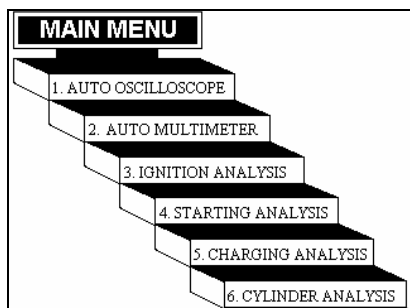 MAIN MENU
1. AUTO OSCILLOSCOPE
2. AUTO MULTIMETER
3. IGNITION ANALYSIS
4. STARTING ANALYSIS
5. CHARGING ANALYSIS
6. CYLINDER ANALYSIS